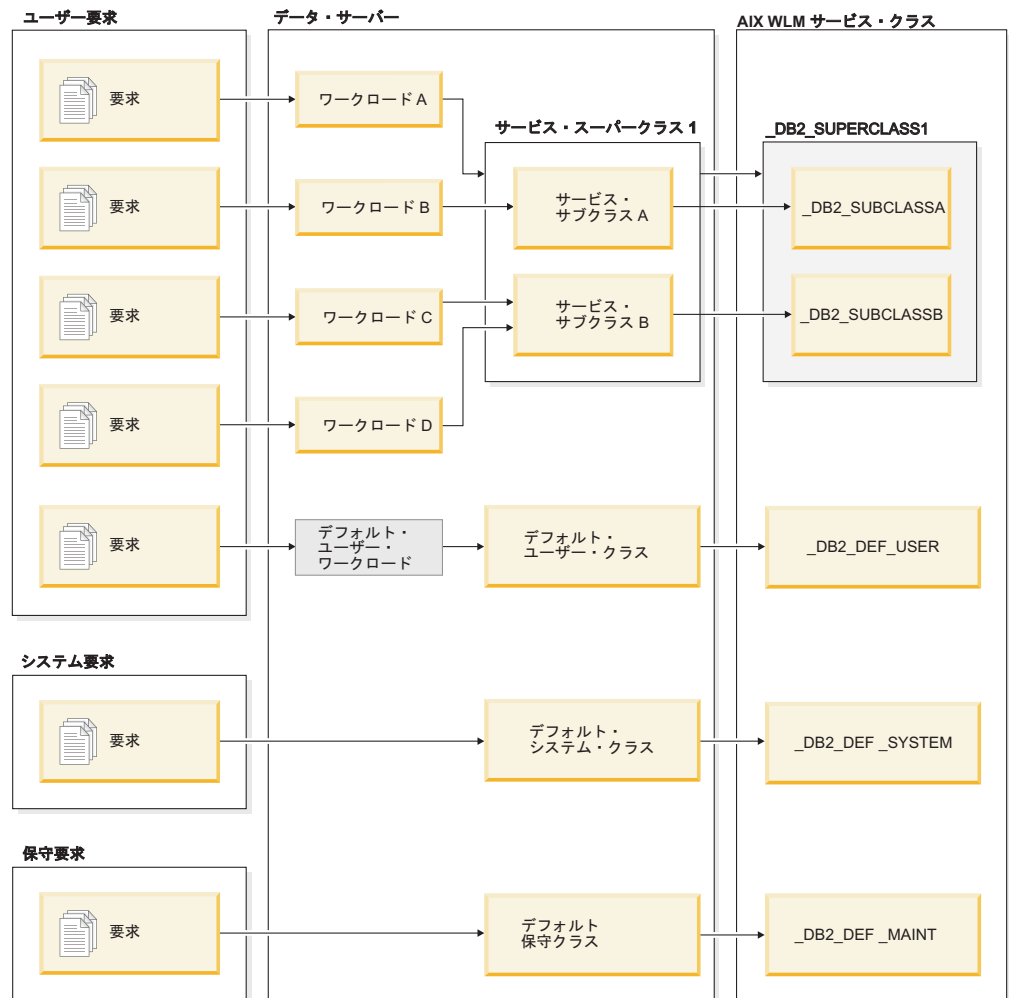 ユーザー要求
データ・サーバー
AIX WLM サービス・クラス
要求
ワークロード A
サービス・スーパークラス 1
_DB2_SUPERCLASS1
要求
ワークロード B
サービス・
サブクラス A
_DB2_SUBCLASSA
要求
ワークロード C
サービス・
サブクラス B
_DB2_SUBCLASSB
要求
ワークロード D
要求
デフォルト・
ユーザー・
ワークロード
デフォルト・
ユーザー・クラス
_DB2_DEF_USER
システム要求
要求
デフォルト・
システム・クラス
_DB2_DEF _SYSTEM
保守要求
要求
デフォルト
保守クラス
_DB2_DEF _MAINT